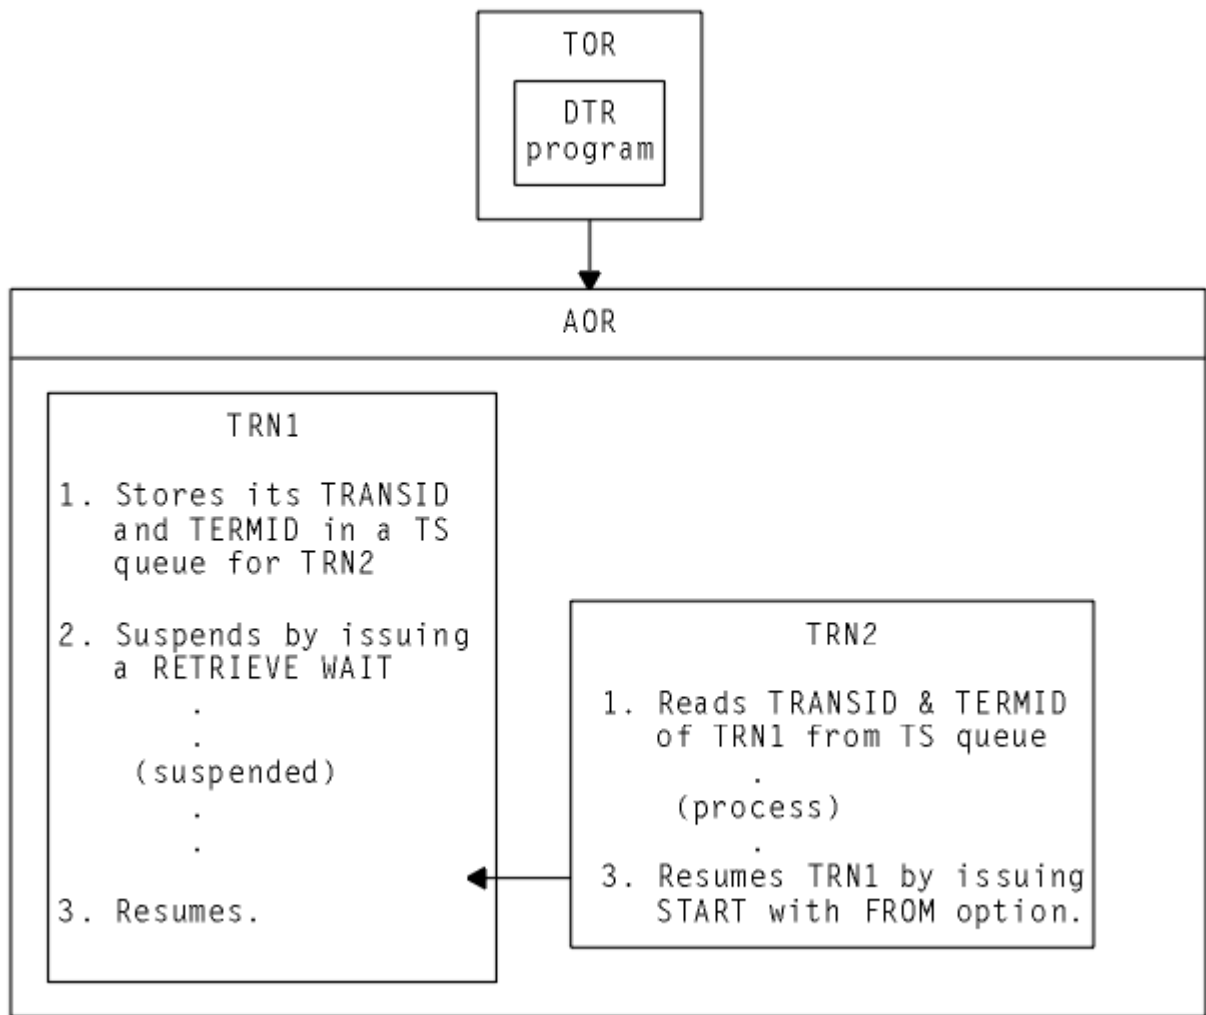 TOR
DTR
program
AOR
TRN1
1. Stores its TRANSID
and TERMID in a TS
queue for TRN2
2. Suspends by issuing
a RETRIEVE WAIT
.
.
(suspended)
.
.
3. Resumes.
TRN2
1. Reads TRANSID & TERMID
of TRN1 from TS queue
.
(process)
.
3. Resumes TRN1 by issuing
START with FROM option.